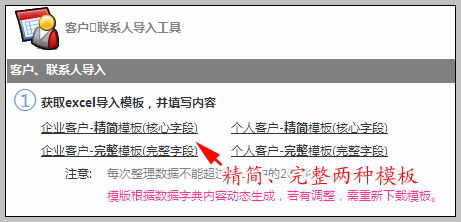 客户▯联系人导入工具
客户、联系人导入
① 获取excel导入模板，并填写内容
企业客户-精简模板(核心字段) 个人客户-精简模板(核心字段)
企业客户-完整模板(完整字段) 个人客户-完整模板(完整字段)
精简、完整两种模板
注意: 每次整理数据不能超过
模版根据数据字典内容动态生成，若有调整，需重新下载模板。